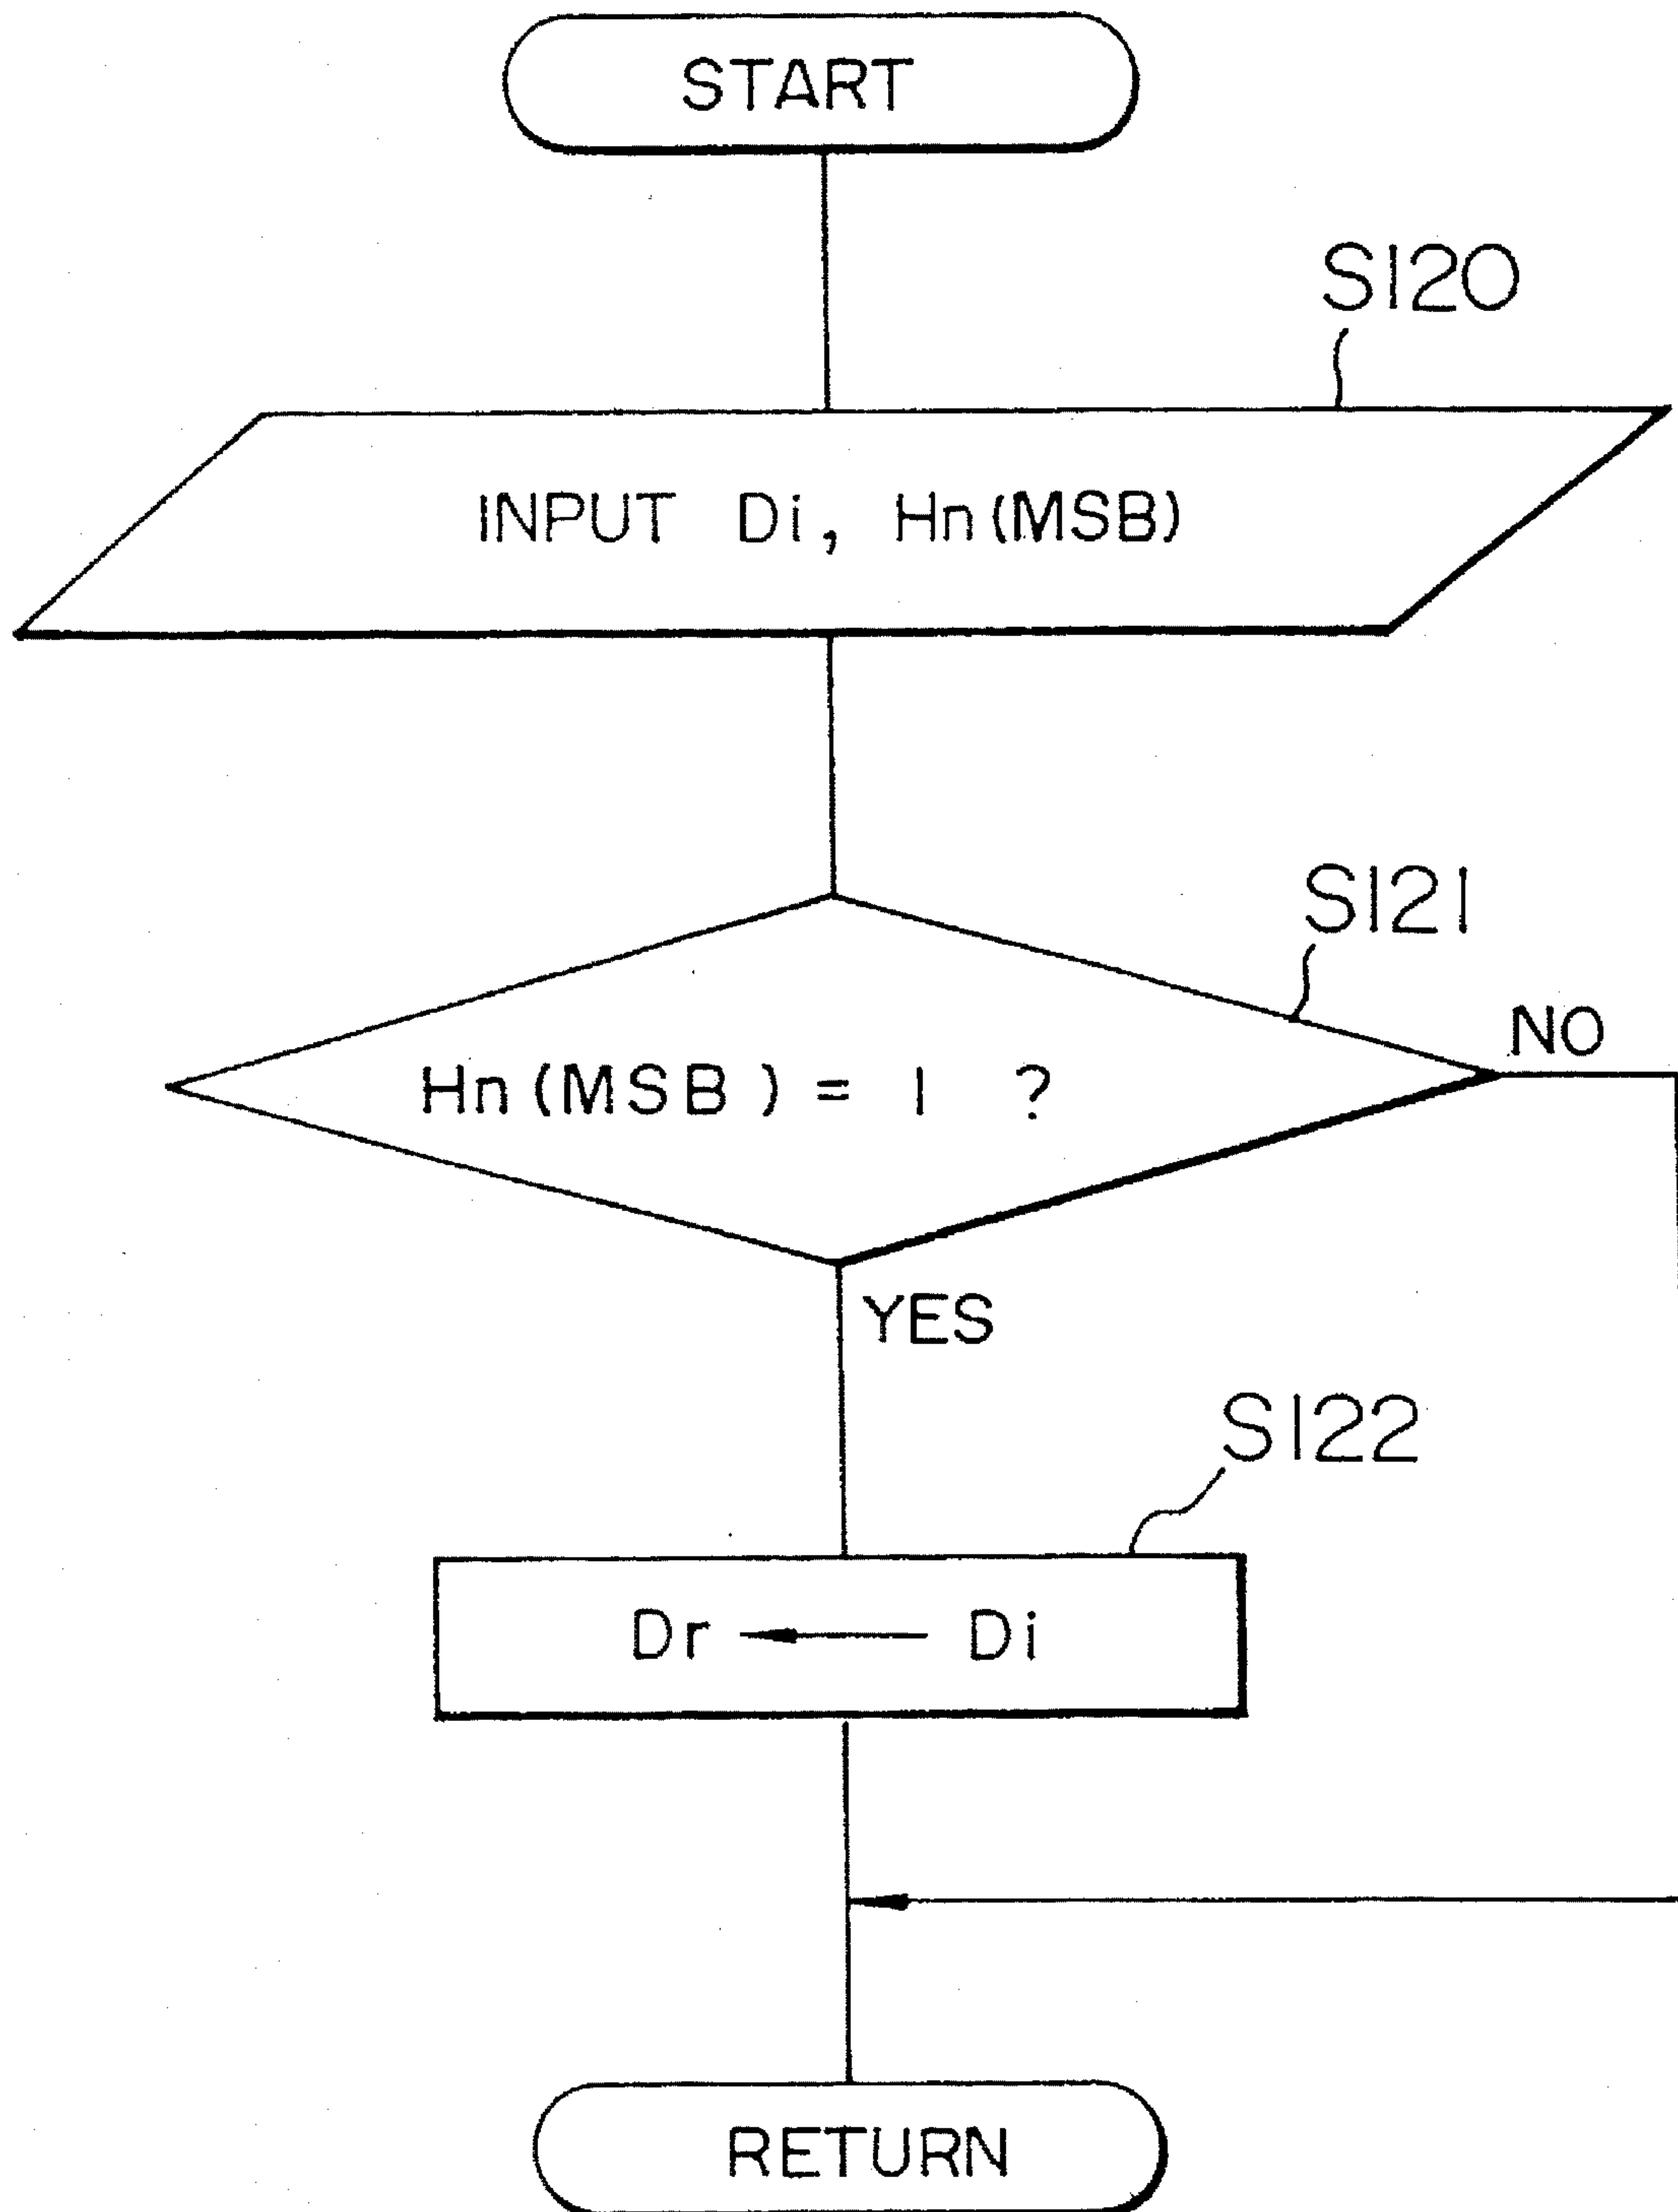 START
S120
INPUT Di, Hn(MSB)
S121
NO
Hn(MSB) = 1 ?
YES
S122
Dr ← Di
RETURN